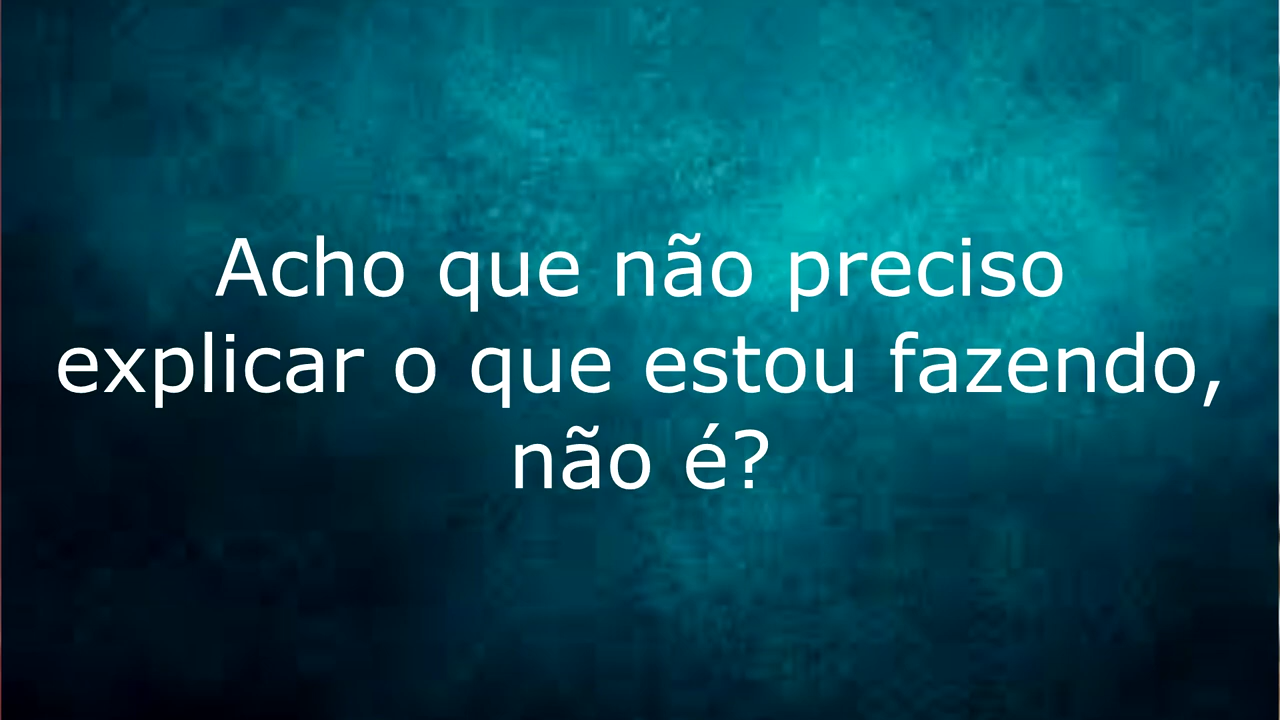 Acho que não preciso
explicar o que estou fazendo,
não é?